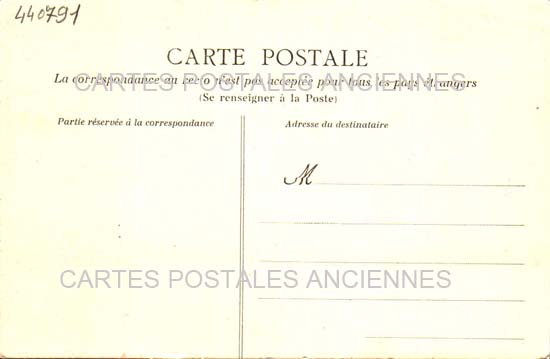 440791
CARTE POSTALE
La correspondance au recto n'est pas acceptée pour tous les pays étrangers
CARTES POSTALES ANCIENNES
(Se renseigner à la Poste)
Partie réservée à la correspondance
Adresse du destinataire
M
CARTES POSTALES ANCIENNES